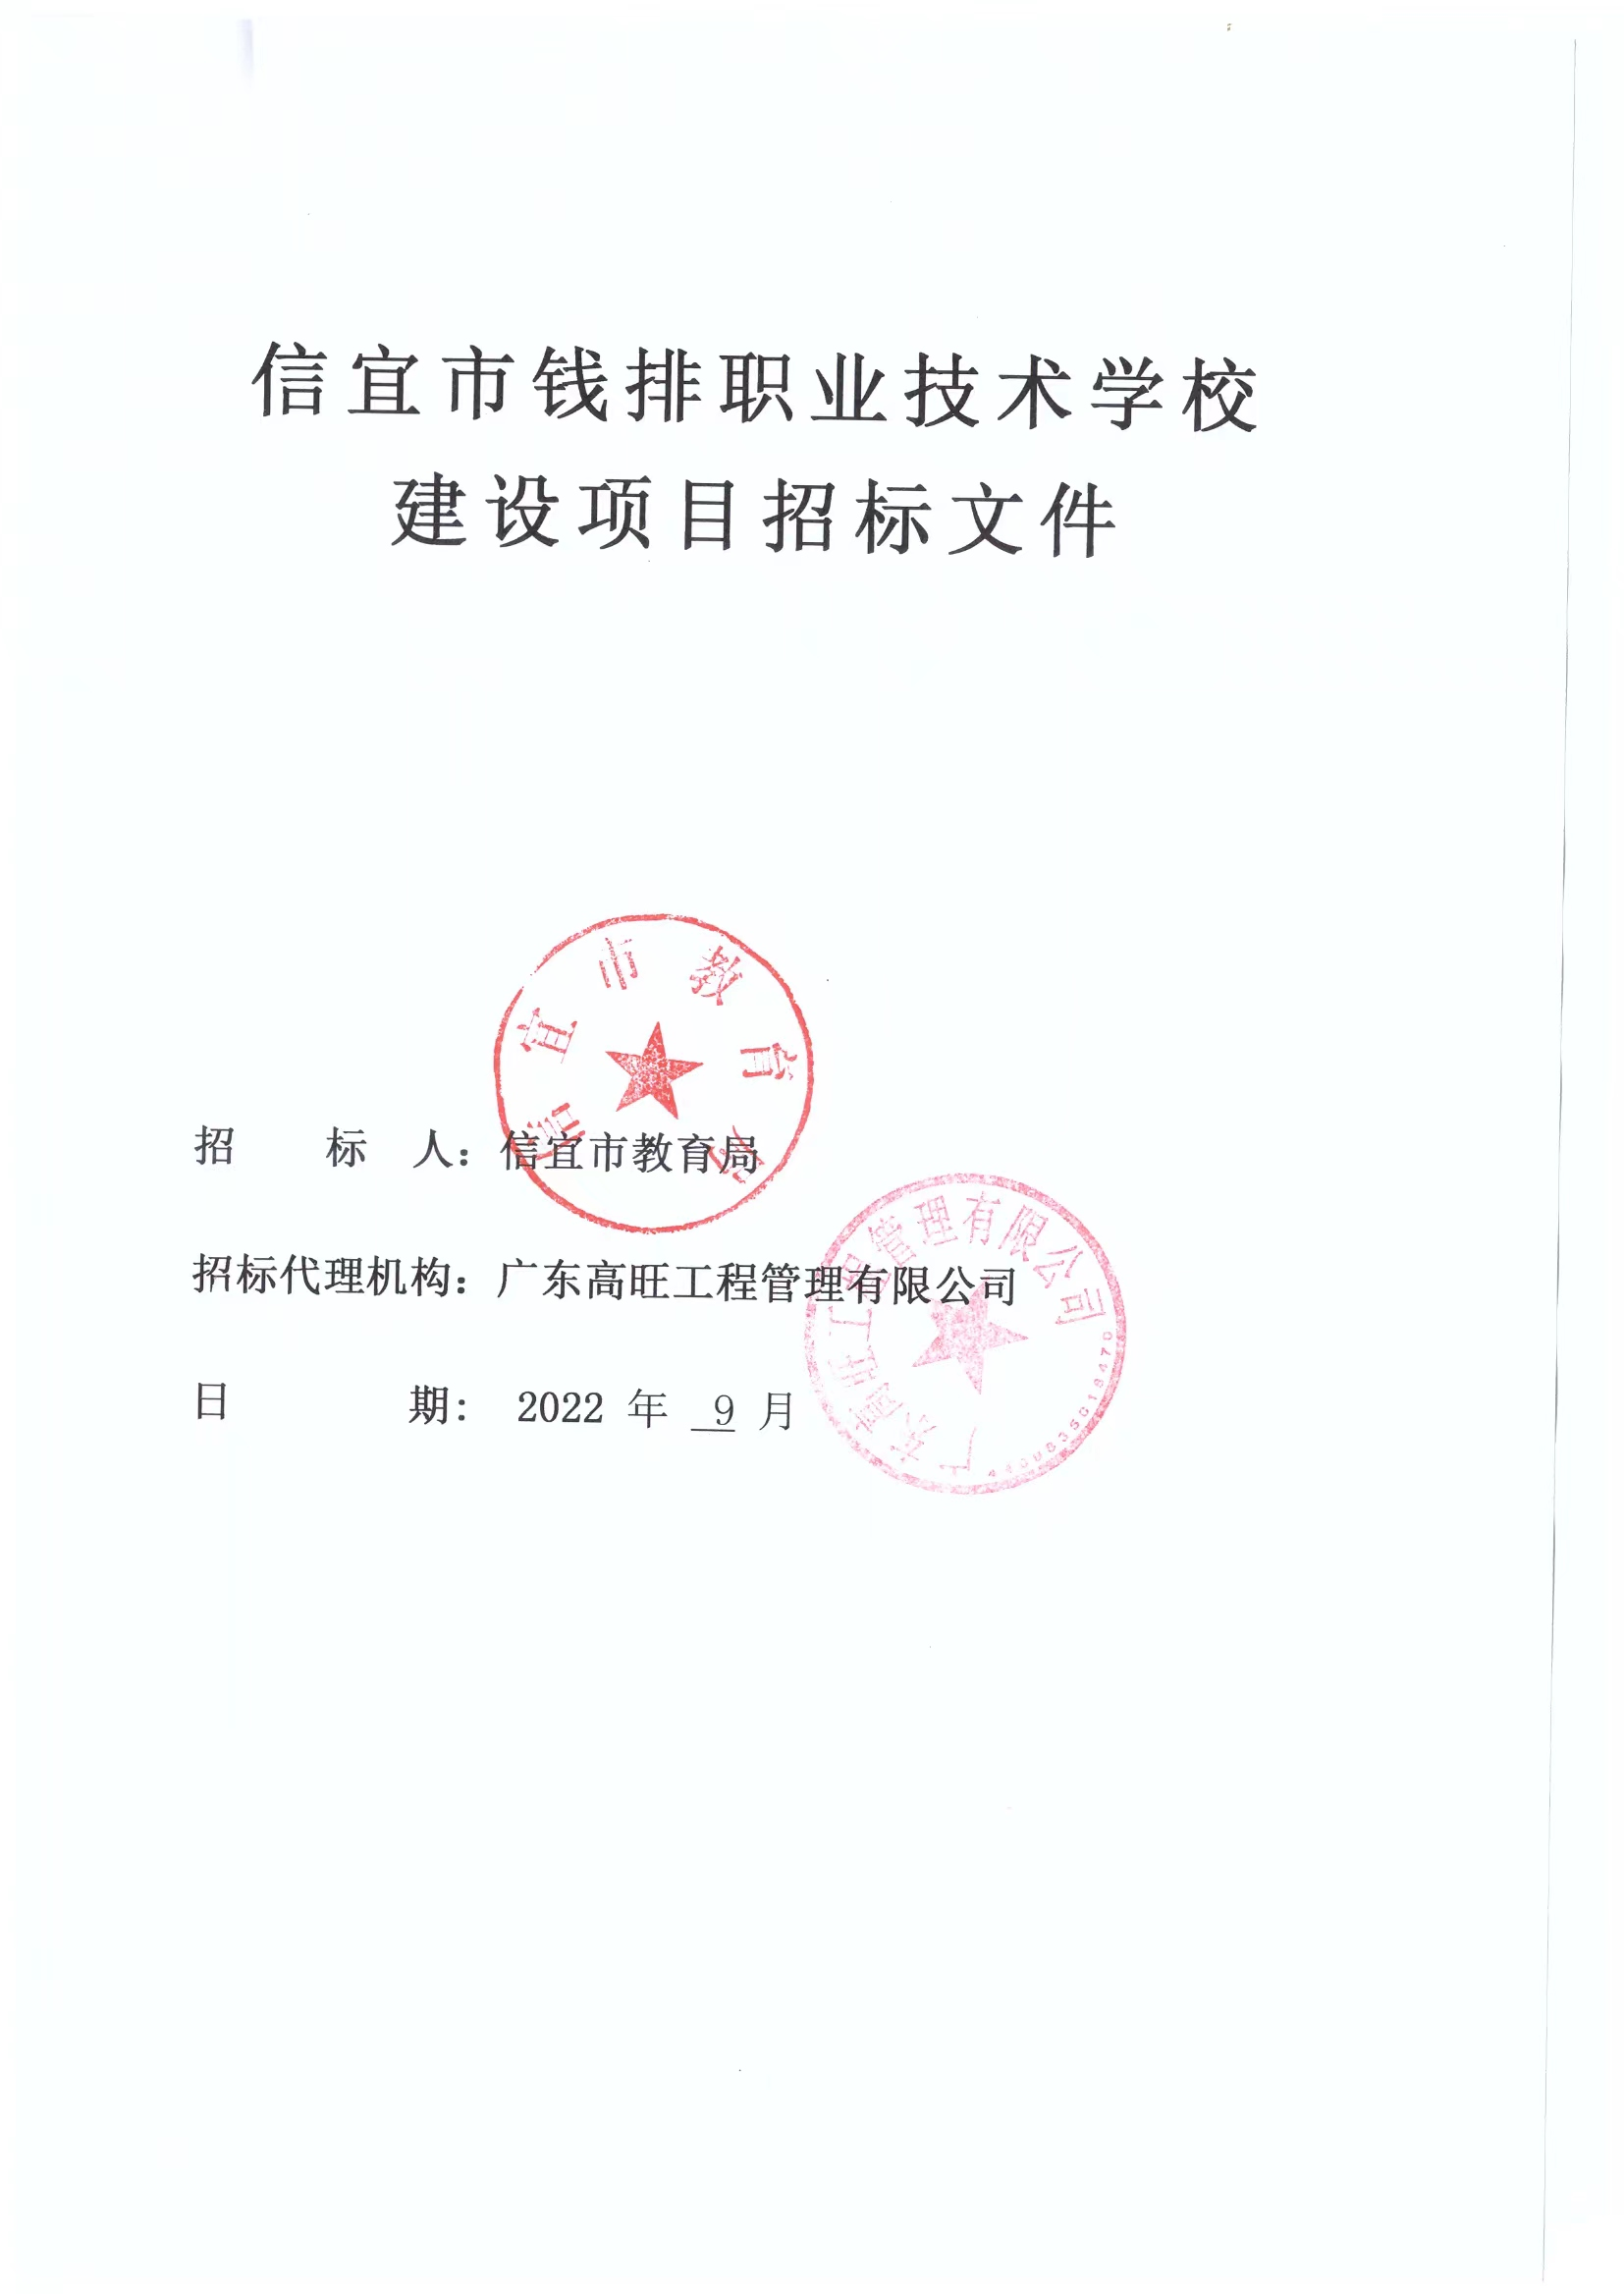 信宜市钱排职业技术学校
建设项目招标文件
信宜市教育局
招 标 人：信宜市教育局
广东高旺工程管理有限公司
招标代理机构：广东高旺工程管理有限公司
日 期： 2022 年 9 月